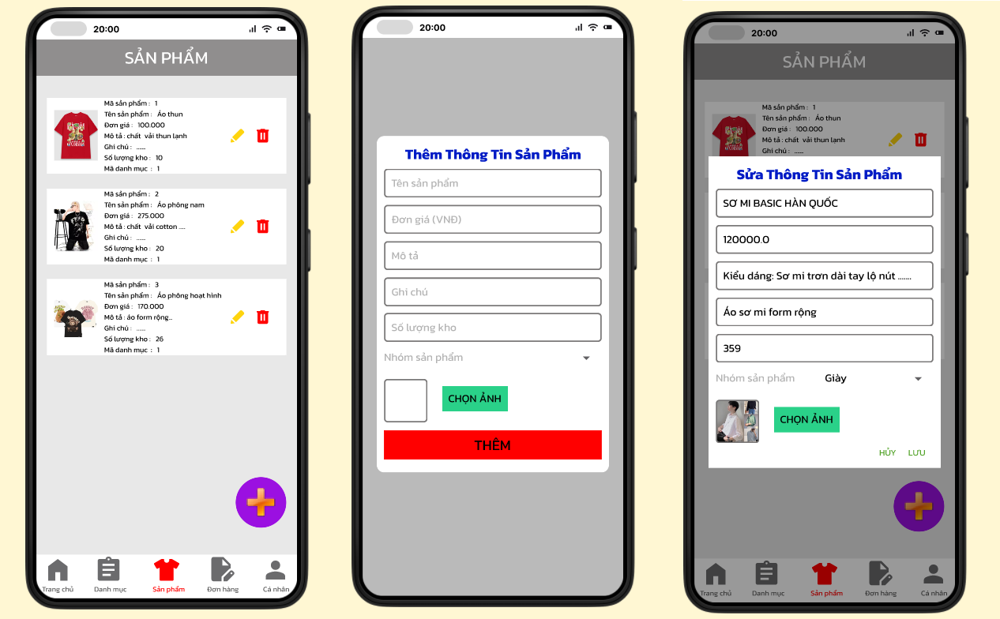 20:00
SẢN PHẨM
Mã sản phẩm : 1
Tên sản phẩm : Áo thun
Đơn giá : 100.000
Mô tả : chất vải thun lạnh
Ghi chú : ......
Số lượng kho : 10
Mã danh mục : 1
Mã sản phẩm : 2
Tên sản phẩm : Áo phông nam
Đơn giá : 275.000
Mô tả : chất vải cotton ....
Ghi chú : ......
Số lượng kho : 20
Mã danh mục : 1
Mã sản phẩm : 3
Tên sản phẩm : Áo phông hoạt hình
Đơn giá : 170.000
Mô tả : áo form rộng...
Ghi chú : ......
Số lượng kho : 26
Mã danh mục : 1
Trang chủ
Danh mục
Sản phẩm
Đơn hàng
Cá nhân
20:00
Thêm Thông Tin Sản Phẩm
Tên sản phẩm
Đơn giá (VNĐ)
Mô tả
Ghi chú
Số lượng kho
Nhóm sản phẩm
CHỌN ẢNH
THÊM
20:00
SẢN PHẨM
Mã sản phẩm : 1
Tên sản phẩm : Áo thun
Đơn giá : 100.000
Mô tả : chất vải thun lạnh
Ghi chú : ......
Sửa Thông Tin Sản Phẩm
SƠ MI BASIC HÀN QUỐC
120000.0
Kiểu dáng: Sơ mi trơn dài tay lộ nút .......
Áo sơ mi form rộng
359
Nhóm sản phẩm Giày
CHỌN ẢNH
HỦY LƯU
Trang chủ
Danh mục
Sản phẩm
Đơn hàng
Cá nhân